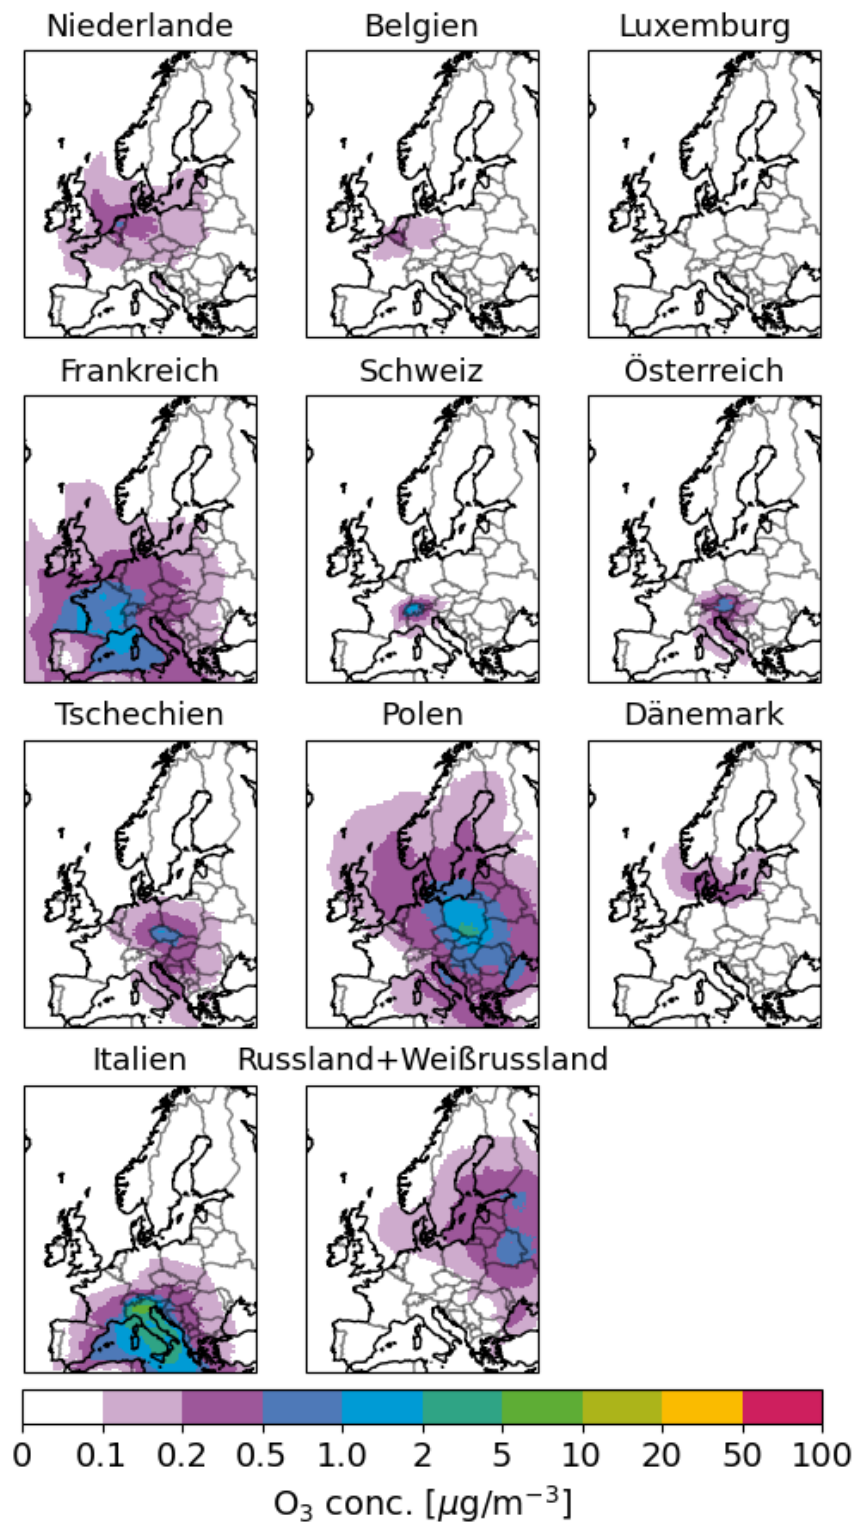 Niederlande Belgien Luxemburg
Frankreich Schweiz Österreich
Tschechien Polen Dänemark
Italien Russland+Weißrussland
0 0.1 0.2 0.5 1.0 2 5 10 20 50 100
O₃ conc. [μg/m⁻³]